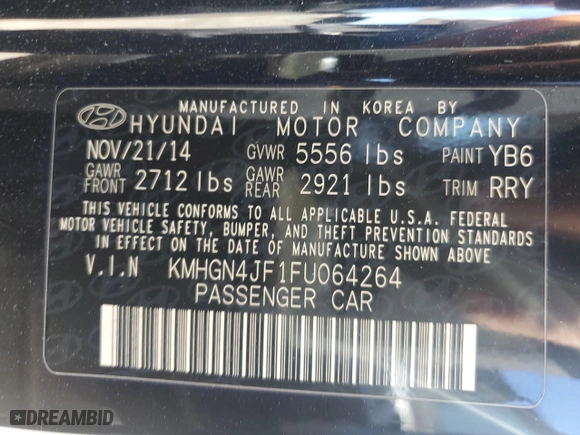 MANUFACTURED IN KOREA BY
HYUNDAI MOTOR COMPANY
NOV/21/14 GVWR 5556 lbs PAINT YB6
GAWR FRONT 2712 lbs GAWR REAR 2921 lbs TRIM RRY
THIS VEHICLE CONFORMS TO ALL APPLICABLE U.S.A. FEDERAL
MOTOR VEHICLE SAFETY, BUMPER, AND THEFT PREVENTION STANDARDS
IN EFFECT ON THE DATE OF MANUFACTURE SHOWN ABOVE
V.I.N KMHGN4JF1FU064264
PASSENGER CAR
DREAMBID